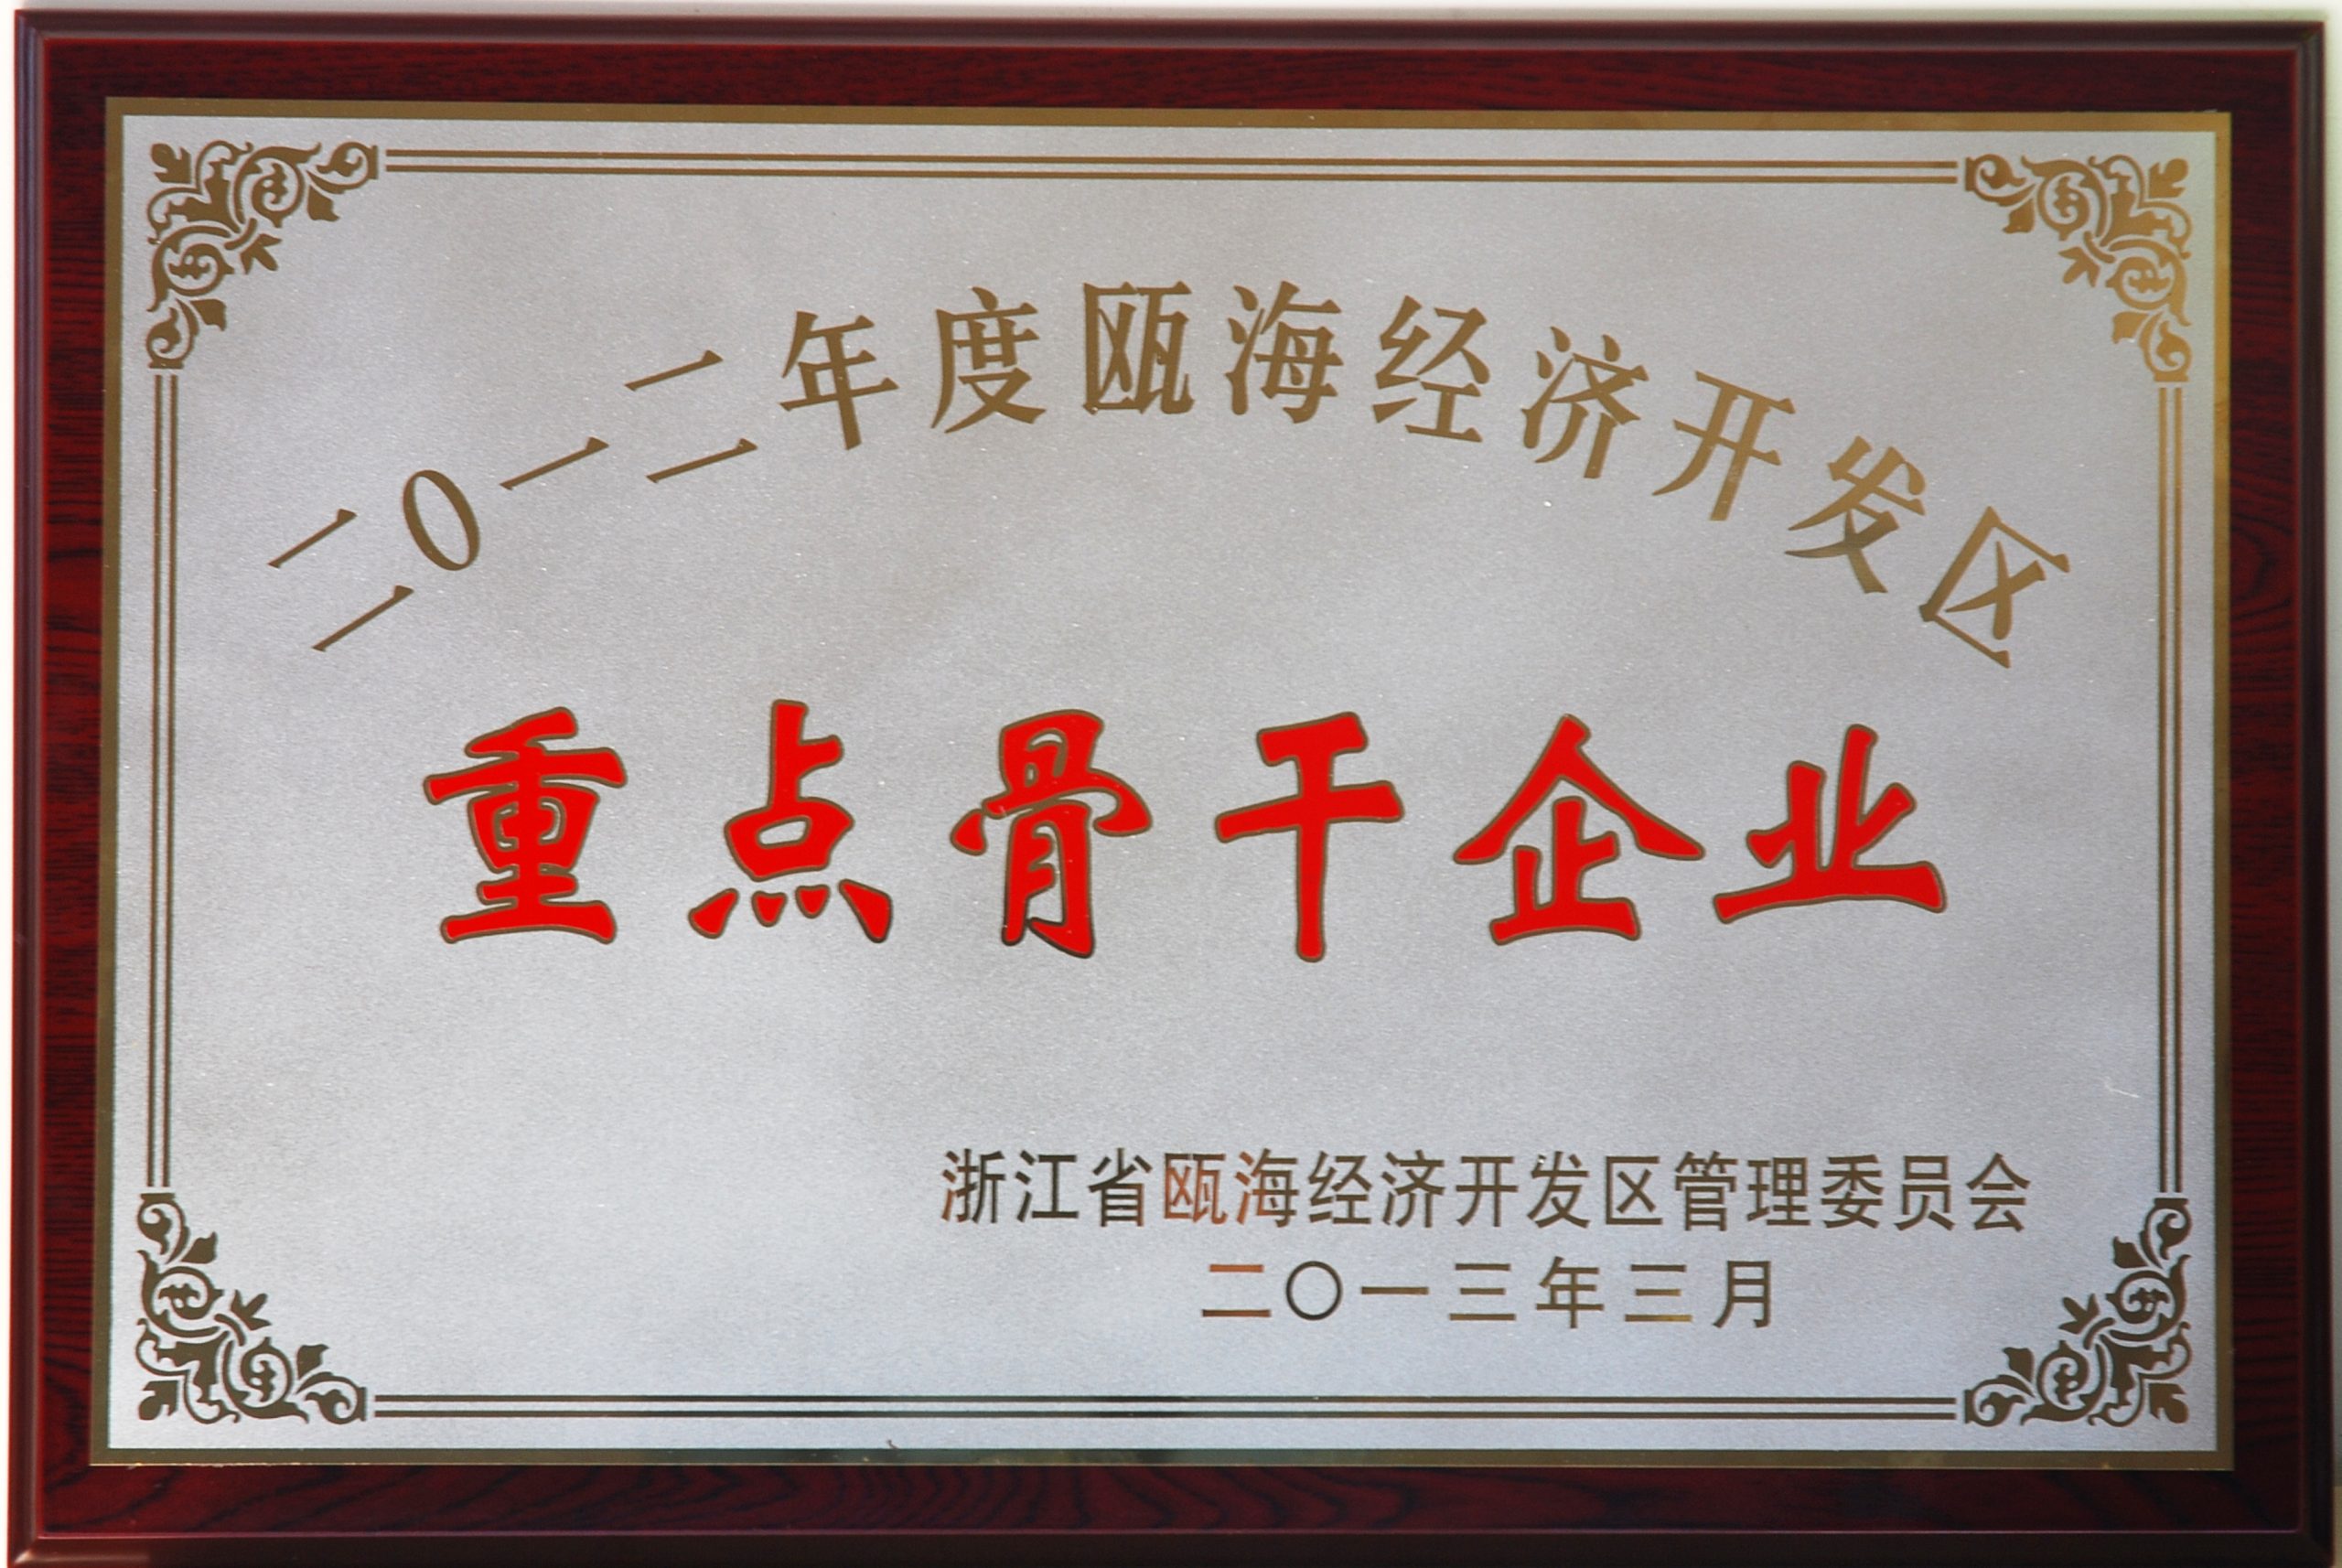 二〇一二年度瓯海经济开发区
重点骨干企业
浙江省瓯海经济开发区管理委员会
二〇一三年三月